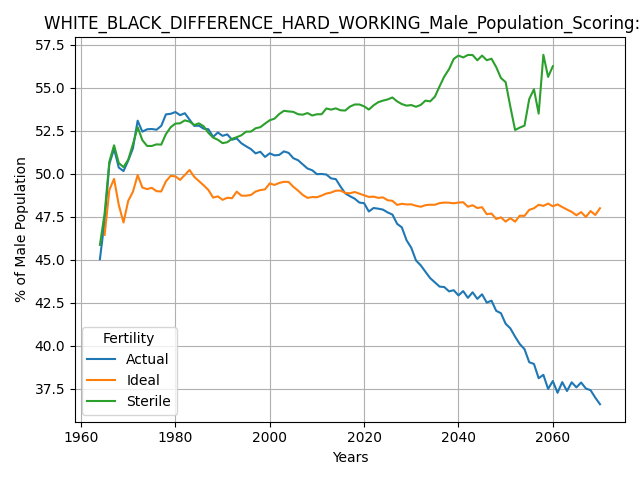 WHITE_BLACK_DIFFERENCE_HARD_WORKING_Male_Population_Scoring:
57.5
55.0
52.5
50.0
47.5
45.0
42.5
40.0
37.5
% of Male Population
Fertility
Actual
Ideal
Sterile
1960
1980
2000
2020
2040
2060
Years